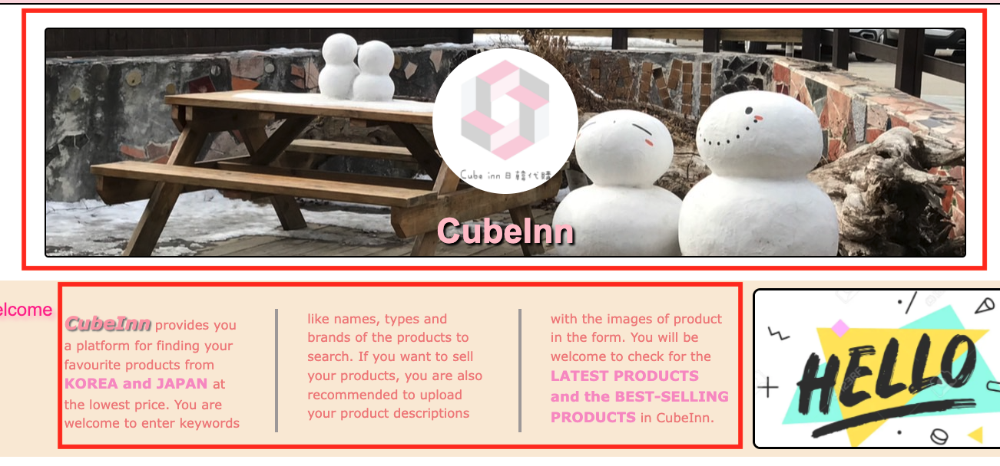 Cube inn 日韓代購
CubeInn
elcome
CubeInn provides you
a platform for finding your
favourite products from
KOREA and JAPAN at
the lowest price. You are
welcome to enter keywords
like names, types and
brands of the products to
search. If you want to sell
your products, you are also
recommended to upload
your product descriptions
with the images of product
in the form. You will be
welcome to check for the
LATEST PRODUCTS
and the BEST-SELLING
PRODUCTS in CubeInn.
HELLO